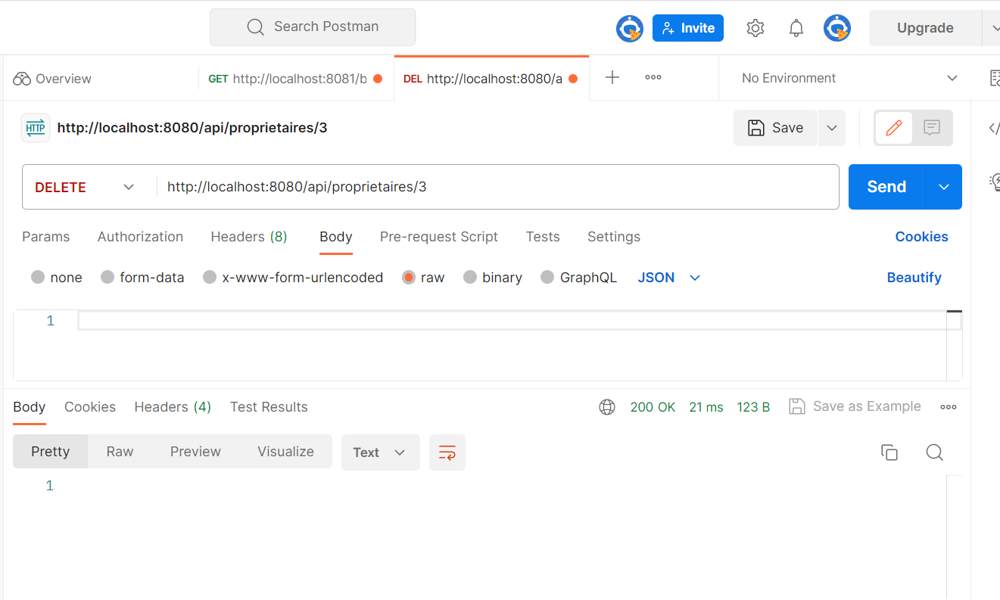 Search Postman
Invite
Upgrade
Overview
GET http://localhost:8081/b
DEL http://localhost:8080/a
No Environment
HTTP http://localhost:8080/api/proprietaires/3
Save
DELETE http://localhost:8080/api/proprietaires/3
Send
Params Authorization Headers (8) Body Pre-request Script Tests Settings Cookies
none form-data x-www-form-urlencoded raw binary GraphQL JSON Beautify
1
Body Cookies Headers (4) Test Results 200 OK 21 ms 123 B Save as Example
Pretty Raw Preview Visualize Text
1